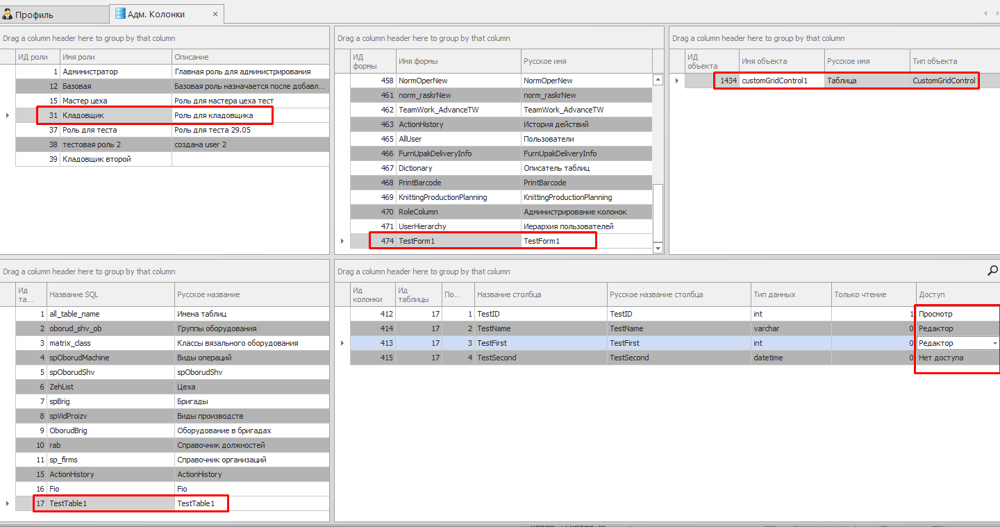 Профиль
Адм. Колонки ×
Drag a column header here to group by that column
ИД роли Имя роли Описание
1 Администратор Главная роль для администрирования
12 Базовая Базовая роль назначается после добавл...
15 Мастер цеха Роль для мастера цеха тест
31 Кладовщик Роль для кладовщика
37 Роль для теста Роль для теста 29.05
38 тестовая роль 2 создана user 2
39 Кладовщик второй
Drag a column header here to group by that column
ИД формы Имя формы Русское имя
458 NormOperNew NormOperNew
461 norm_raskrNew norm_raskrNew
462 TeamWork_AdvanceTW TeamWork_AdvanceTW
463 ActionHistory История действий
465 AllUser Пользователи
466 FurnUpakDeliveryInfo FurnUpakDeliveryInfo
467 Dictionary Описатель таблиц
468 PrintBarcode PrintBarcode
469 KnittingProductionPlanning KnittingProductionPlanning
470 RoleColumn Администрирование колонок
471 UserHierarchy Иерархия пользователей
474 TestForm1 TestForm1
Drag a column header here to group by that column
ИД объекта Имя объекта Русское имя Тип объекта
1434 customGridControl1 Таблица CustomGridControl
Drag a column header here to group by that column
Ид та... Название SQL Русское название
1 all_table_name Имена таблиц
2 oborud_shv_ob Группы оборудования
3 matrix_class Классы вязального оборудования
4 spOborudMachine Виды операций
5 spOborudShv spOborudShv
6 ZehList Цеха
7 spBrig Бригады
8 spVidProizv Виды производств
9 OborudBrig Оборудование в бригадах
10 rab Справочник должностей
11 sp_firms Справочник организаций
15 ActionHistory ActionHistory
16 Fio Fio
17 TestTable1 TestTable1
Drag a column header here to group by that column
Ид колонки Ид таблицы По... Название столбца Русское название столбца Тип данных Только чтение Доступ
412 17 1 TestID TestID int 1 Просмотр
414 17 2 TestName TestName varchar 0 Редактор
413 17 3 TestFirst TestFirst int 0 Редактор
415 17 4 TestSecond TestSecond datetime 0 Нет доступа